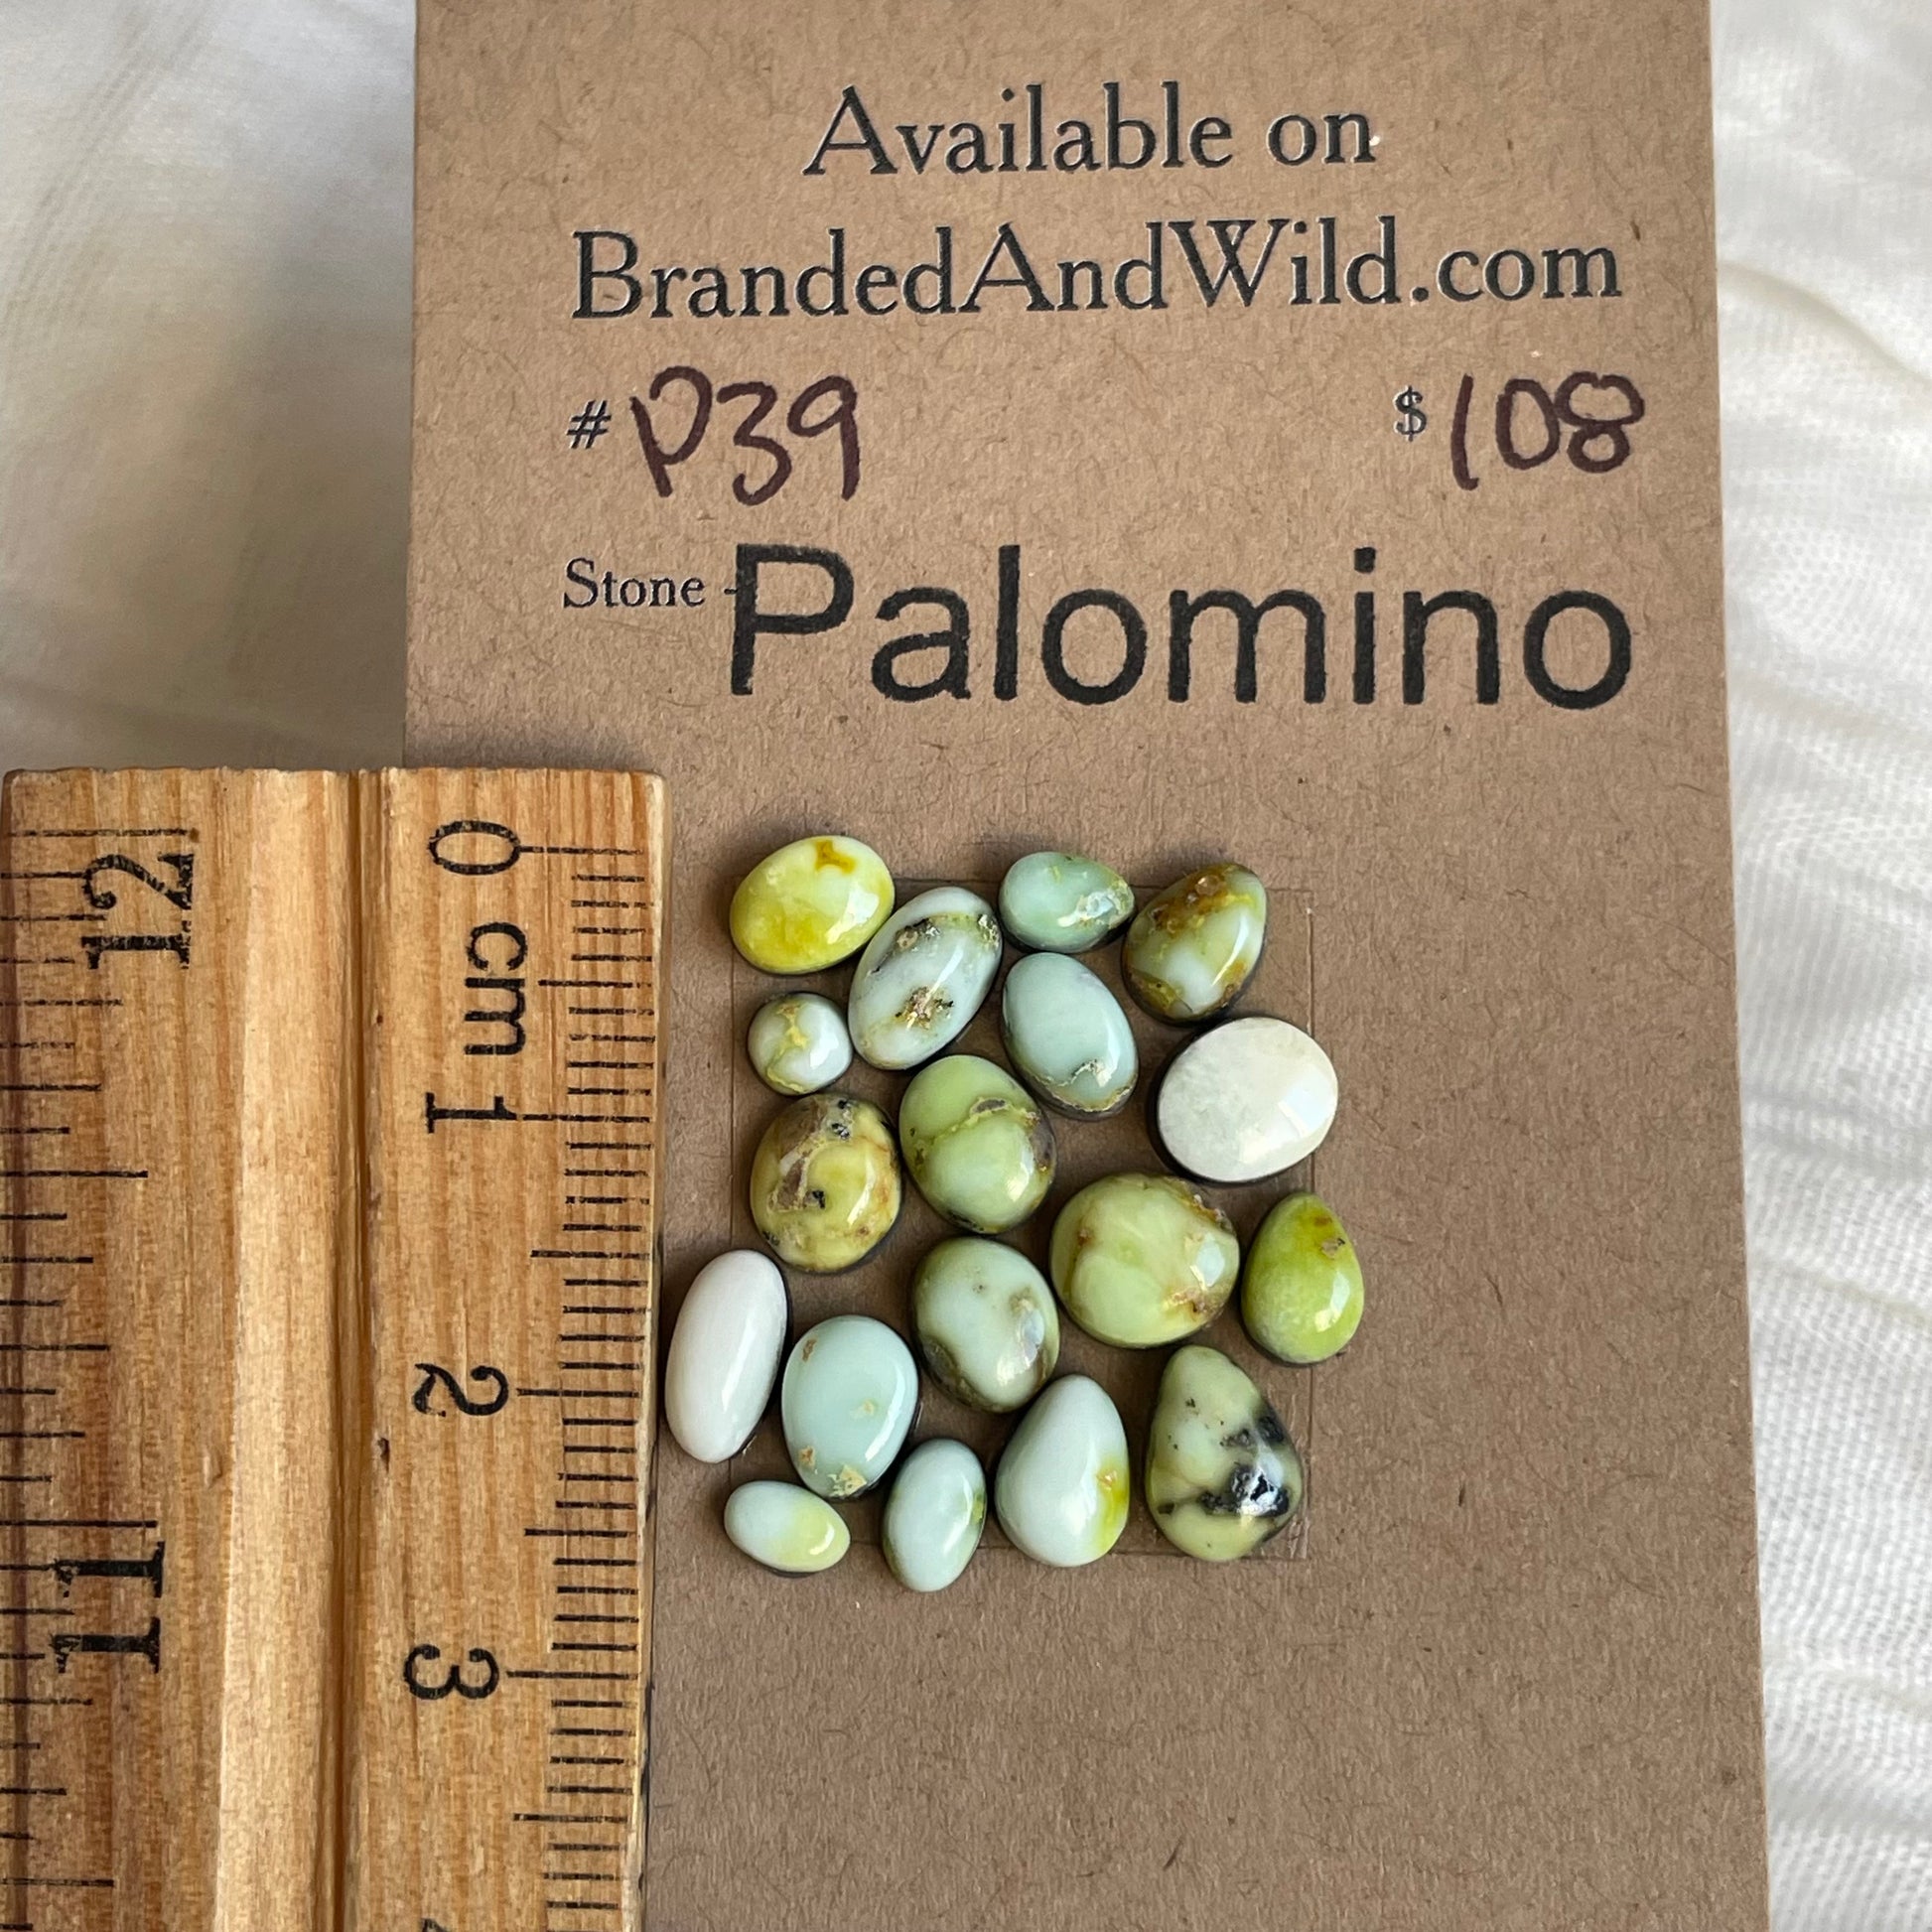 Available on
BrandedAndWild.com
# P39 $108
Stone - Palomino
0 cm 1 2 3
12 11